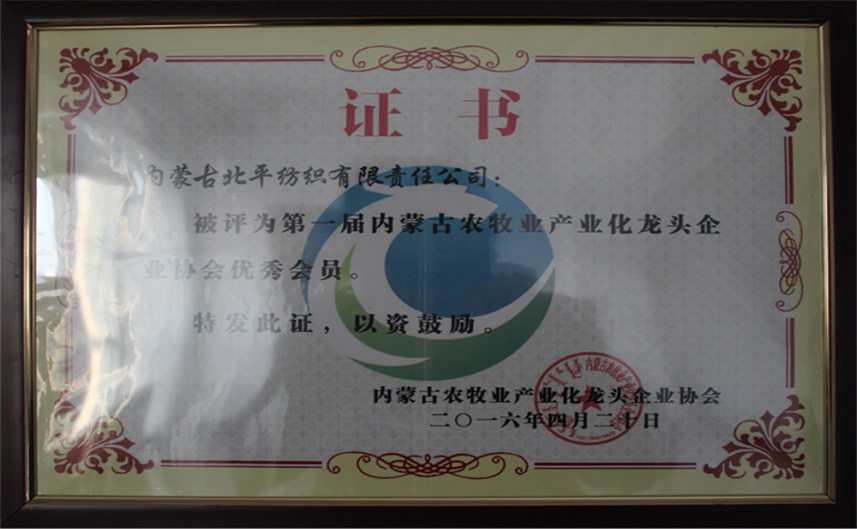 证书
内蒙古北平纺织有限责任公司：
被评为第一届内蒙古农牧业产业化龙头企
业协会优秀会员。
特发此证，以资鼓励。
内蒙古农牧业产业化龙头企业协会
二〇一六年四月二十日